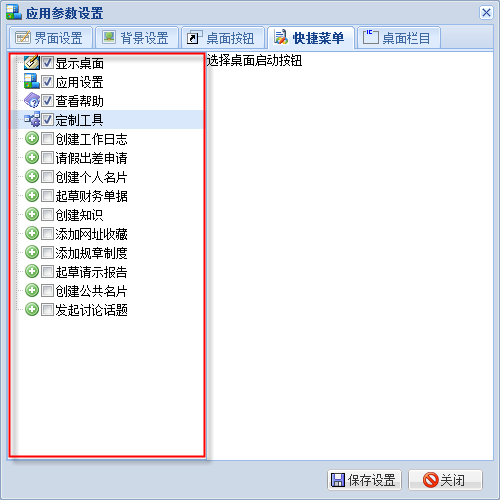 应用参数设置
界面设置 背景设置 桌面按钮 快捷菜单 桌面栏目
显示桌面
选择桌面启动按钮
应用设置
查看帮助
定制工具
创建工作日志
请假出差申请
创建个人名片
起草财务单据
创建知识
添加网址收藏
添加规章制度
起草请示报告
创建公共名片
发起讨论话题
保存设置 关闭